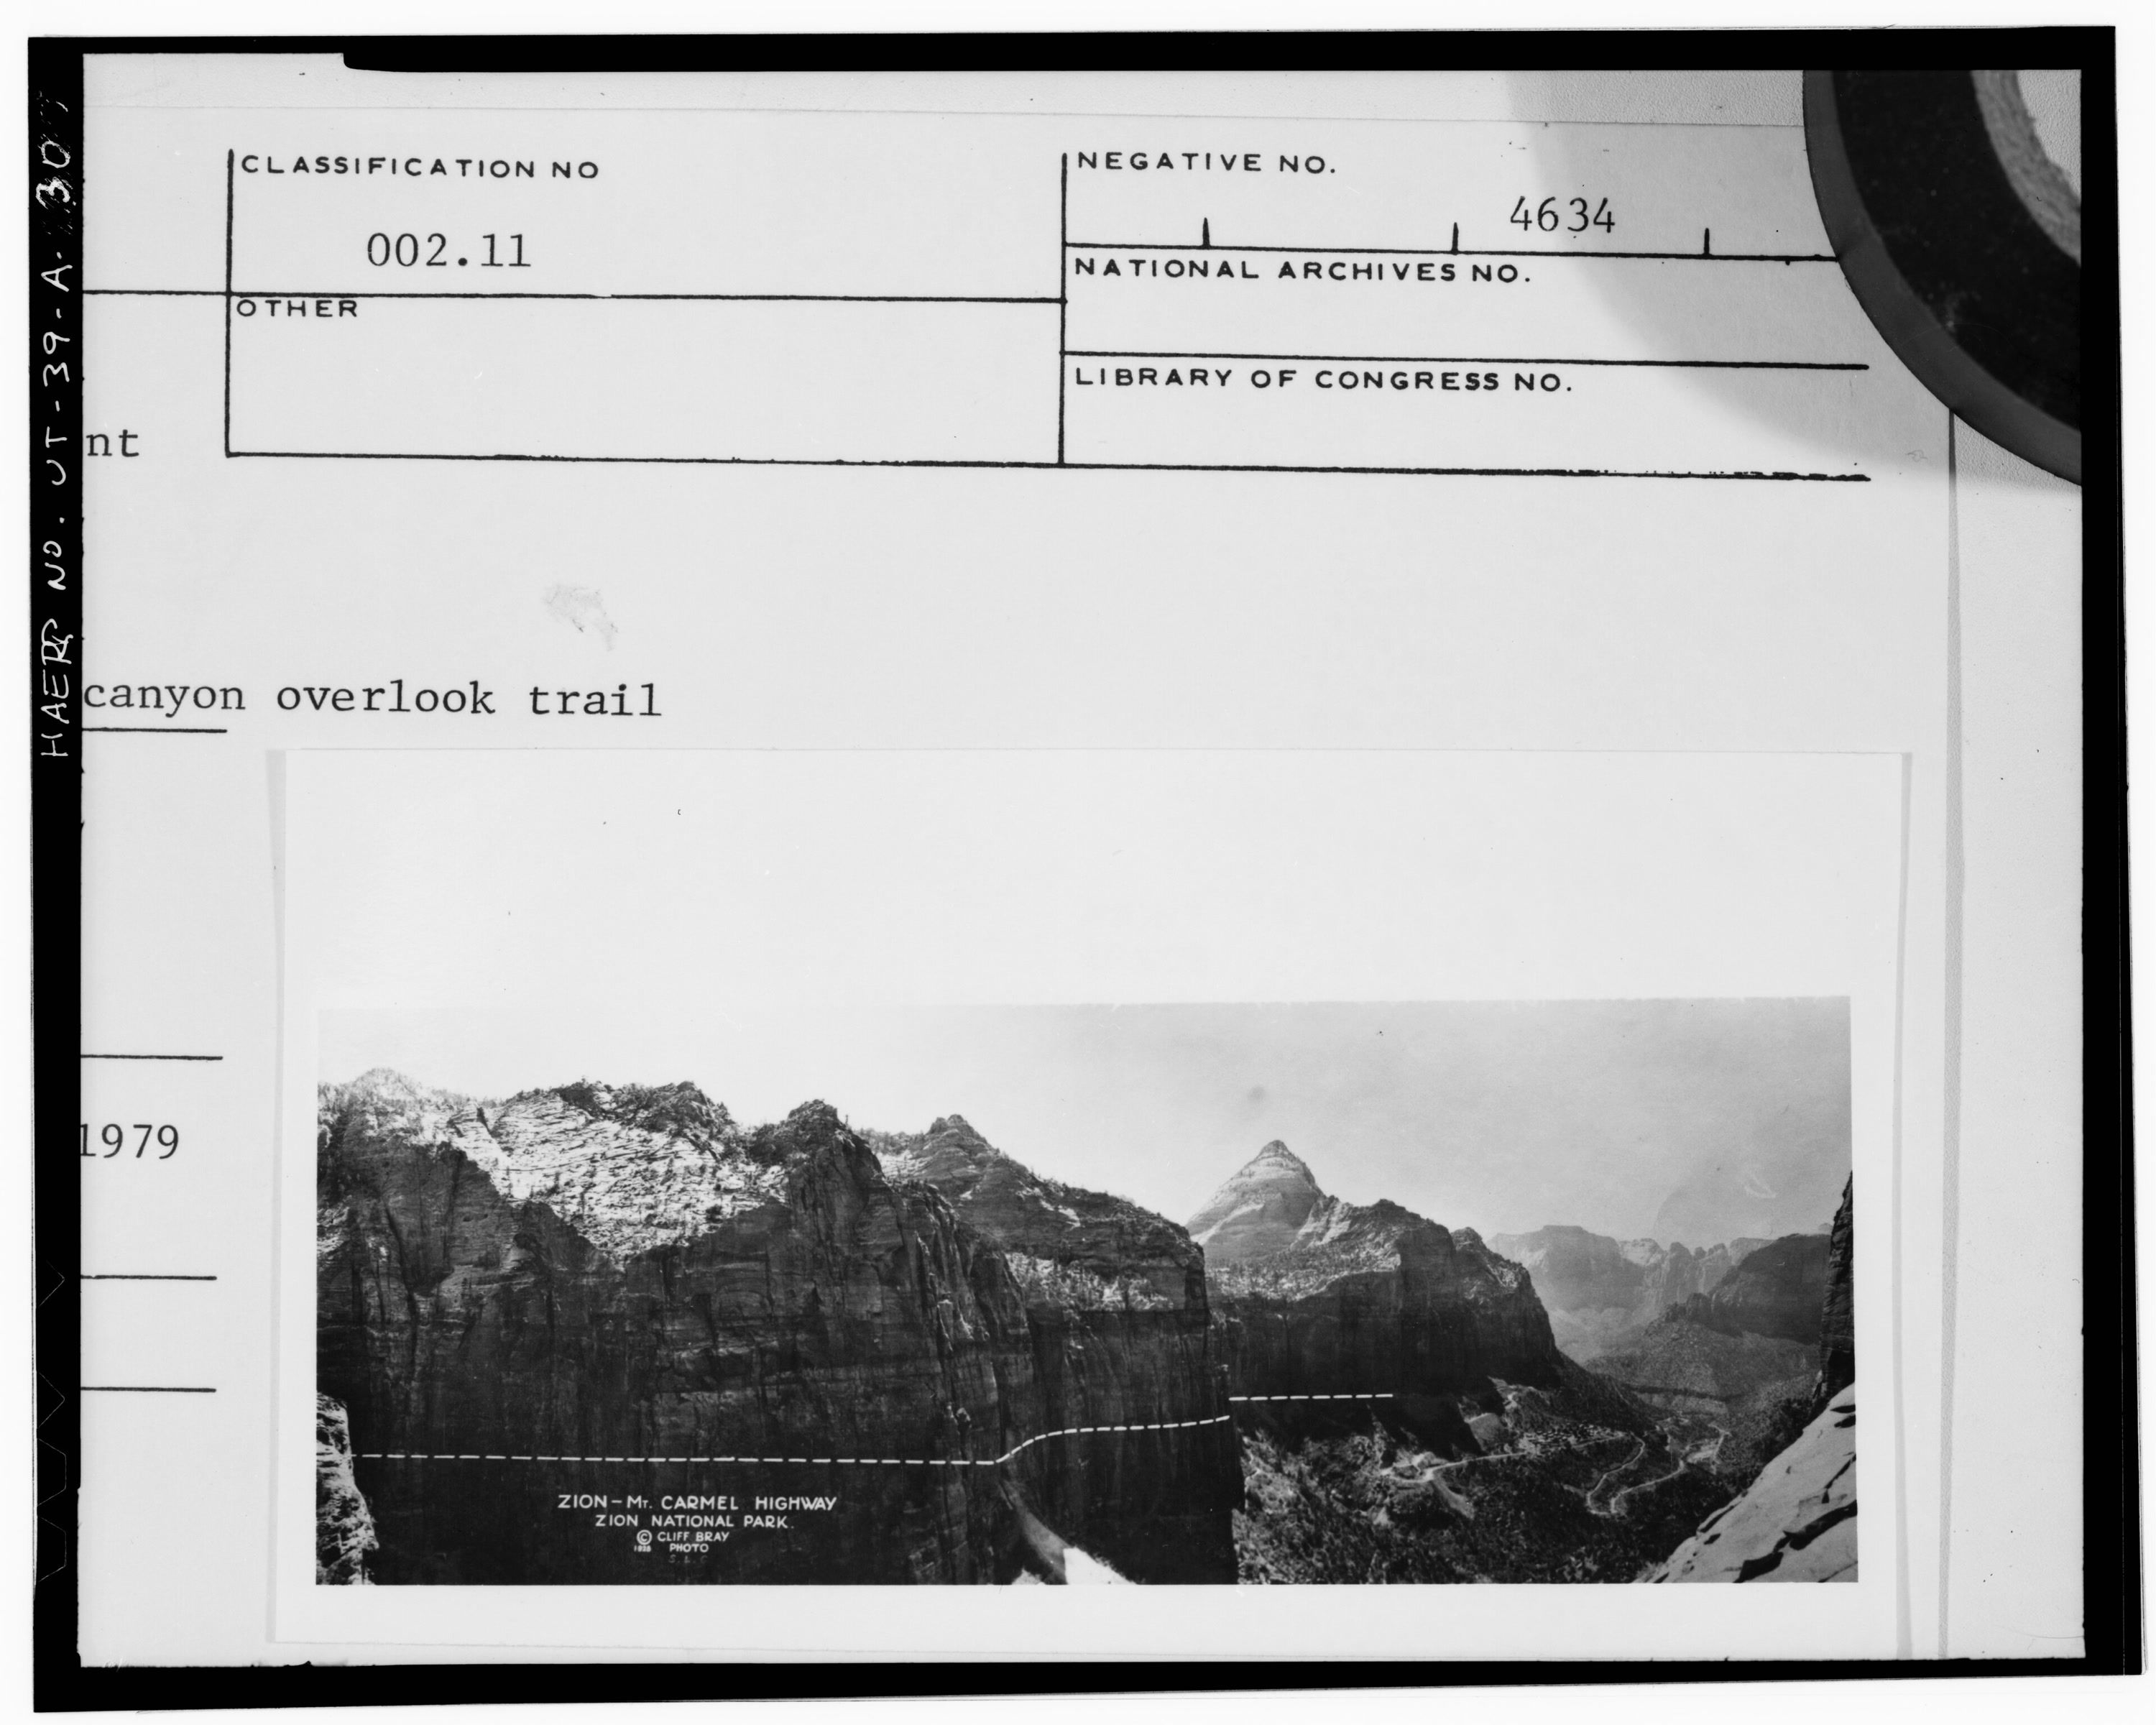 HAER NO. UT-39-A-30
CLASSIFICATION NO
002.11
OTHER
NEGATIVE NO.
4634
NATIONAL ARCHIVES NO.
LIBRARY OF CONGRESS NO.
nt
canyon overlook trail
1979
ZION-MT. CARMEL HIGHWAY
ZION NATIONAL PARK.
© CLIFF BRAY
PHOTO